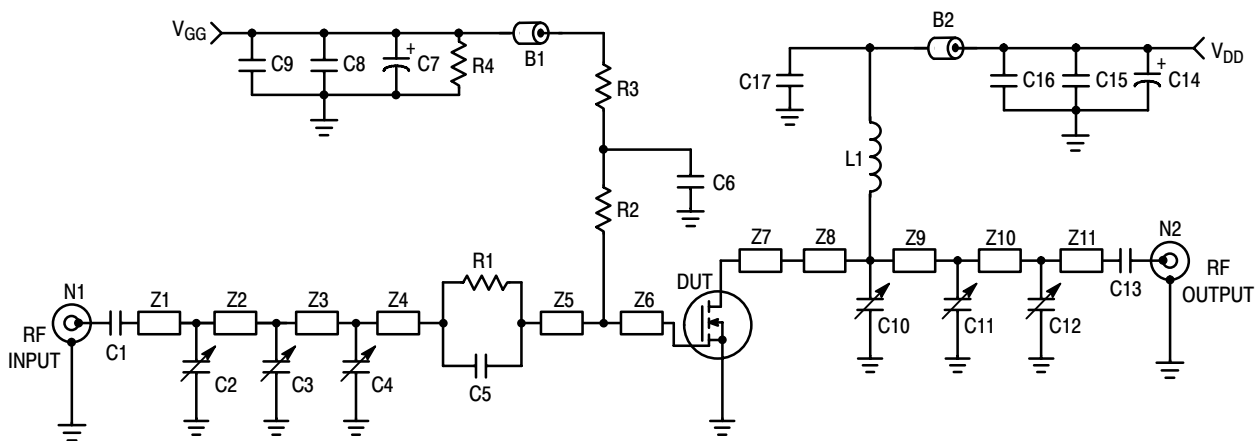 VGG
C9
C8
+
C7
R4
B1
R3
C6
R2
B2
VDD
C17
C16
C15
+
C14
L1
N1
RF
INPUT
C1
Z1
Z2
Z3
Z4
R1
C5
Z5
Z6
C2
C3
C4
DUT
Z7
Z8
Z9
Z10
Z11
C10
C11
C12
C13
N2
RF
OUTPUT